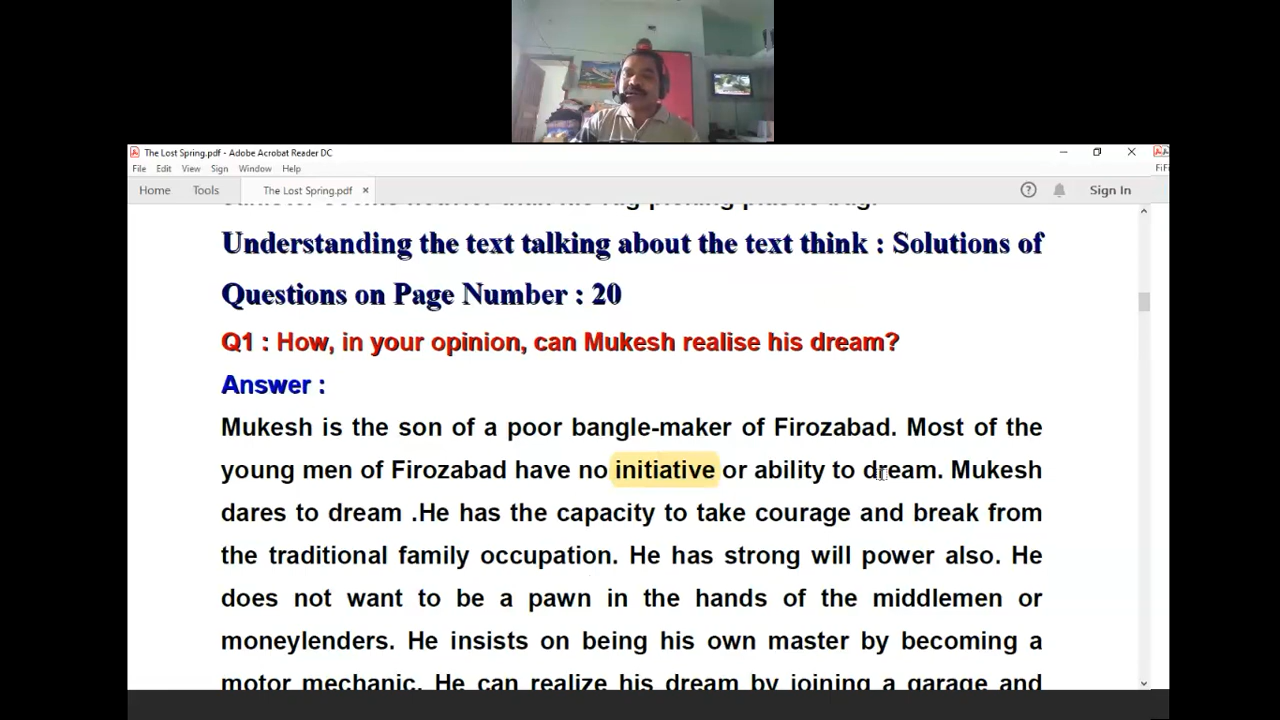 The Lost Spring.pdf - Adobe Acrobat Reader DC
File Edit View Sign Window Help
Home Tools The Lost Spring.pdf × ? Sign In
Understanding the text talking about the text think : Solutions of
Questions on Page Number : 20
Q1 : How, in your opinion, can Mukesh realise his dream?
Answer :
Mukesh is the son of a poor bangle-maker of Firozabad. Most of the
young men of Firozabad have no initiative or ability to dream. Mukesh
dares to dream .He has the capacity to take courage and break from
the traditional family occupation. He has strong will power also. He
does not want to be a pawn in the hands of the middlemen or
moneylenders. He insists on being his own master by becoming a
motor mechanic. He can realize his dream by joining a garage and